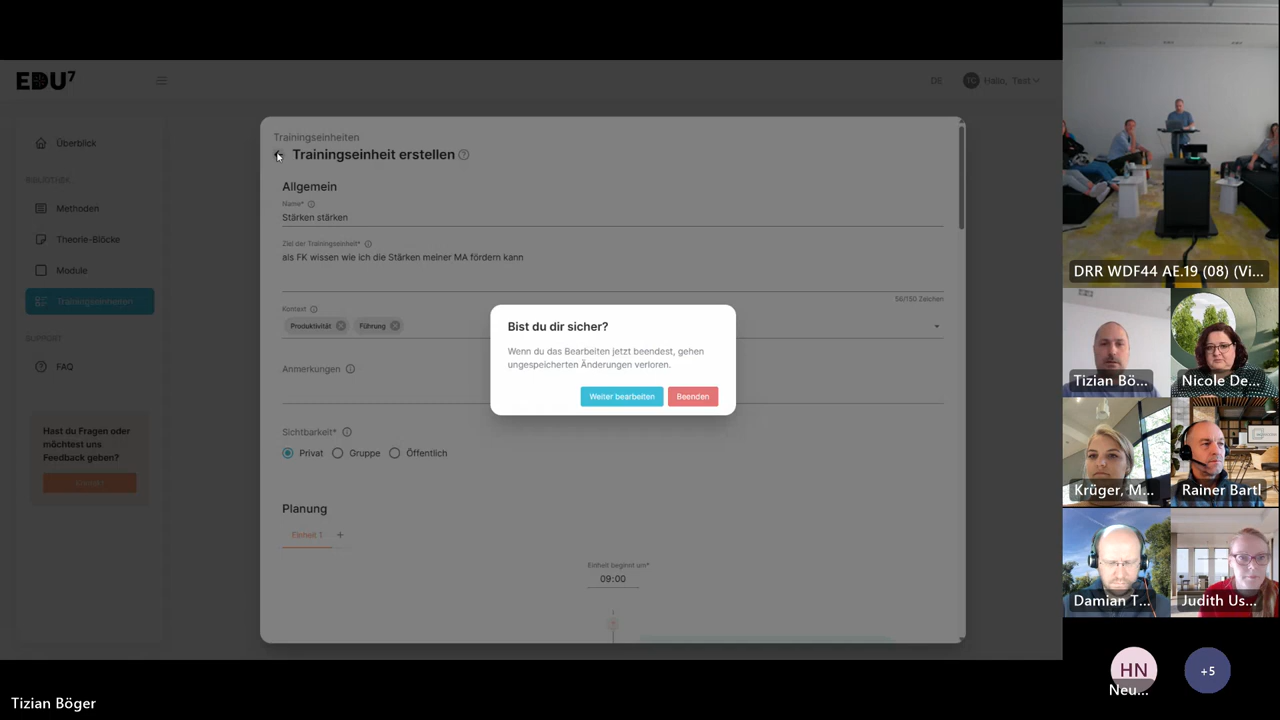 EDU7
DE
TC
Hallo, Test
Überblick
BIBLIOTHEK
Methoden
Theorie-Blöcke
Module
Trainingseinheiten
SUPPORT
FAQ
Hast du Fragen oder
möchtest uns
Feedback geben?
Trainingseinheiten
Trainingseinheit erstellen
Allgemein
Name*
Stärken stärken
Ziel der Trainingseinheit*
als FK wissen wie ich die Stärken meiner MA fördern kann
56/150 Zeichen
Kontext
Produktivität
Führung
Anmerkungen
Sichtbarkeit*
Privat
Gruppe
Öffentlich
Planung
Einheit 1 +
Einheit beginnt um*
09:00
Bist du dir sicher?
Wenn du das Bearbeiten jetzt beendest, gehen
ungespeicherten Änderungen verloren.
Weiter bearbeiten
Beenden
DRR WDF44 AE.19 (08) (Vi...
Tizian Bö...
Nicole De...
Krüger, M...
Rainer Bartl
Damian T...
Judith Us...
HN
Neu...
+5
Tizian Böger